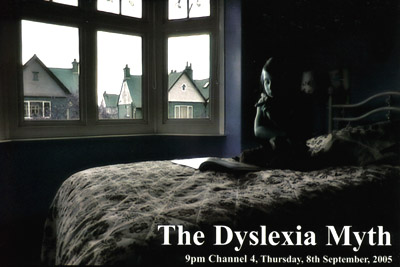 The Dyslexia Myth
9pm Channel 4, Thursday, 8th September, 2005